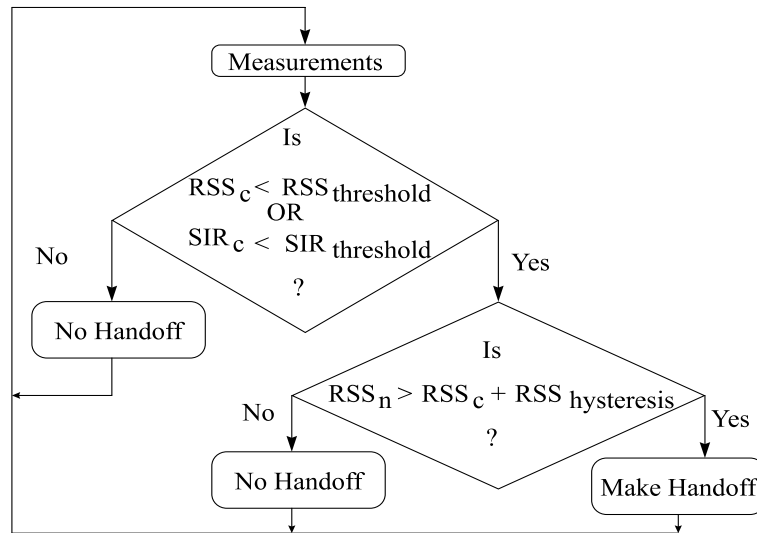 Measurements
Is
RSS c < RSS threshold
OR
SIR c < SIR threshold
?
No
Yes
No Handoff
Is
RSS n > RSS c + RSS hysteresis
?
No
Yes
No Handoff
Make Handoff